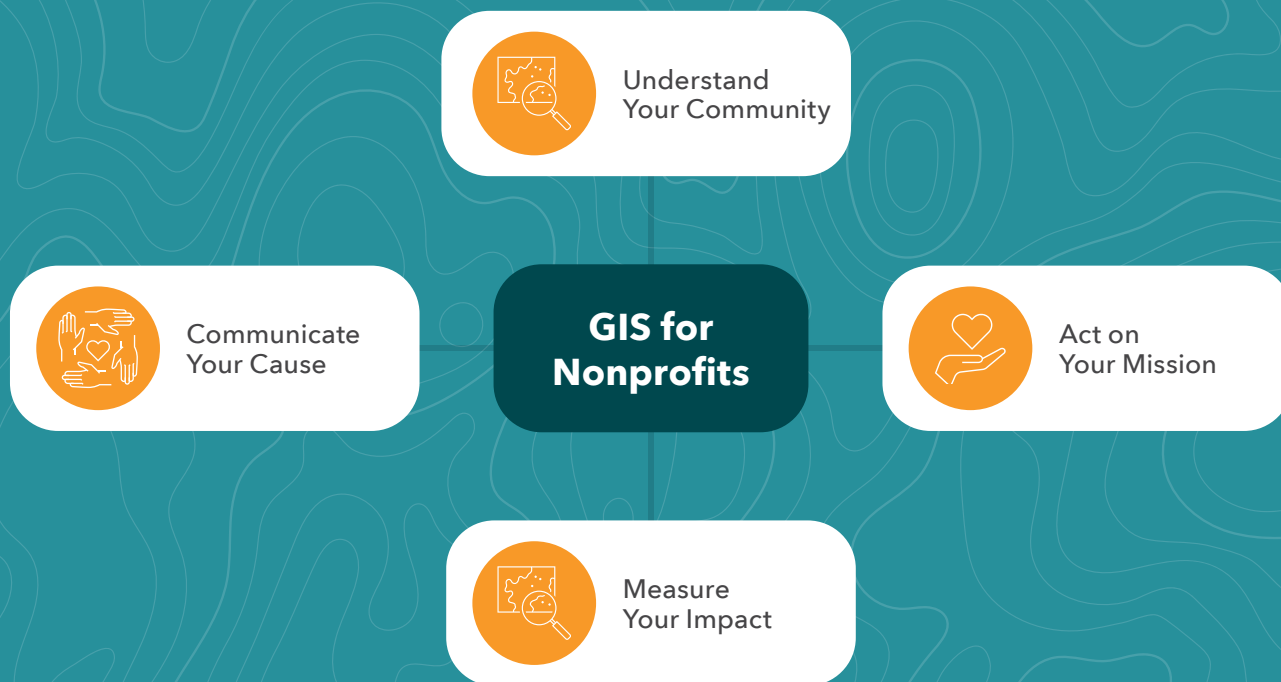 Understand
Your Community
Communicate
Your Cause
GIS for
Nonprofits
Act on
Your Mission
Measure
Your Impact